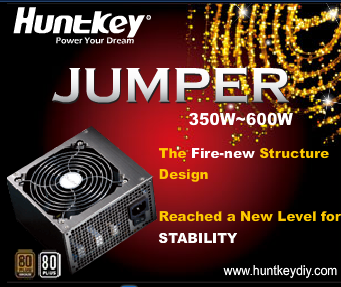 Huntkey®
Power Your Dream
JUMPER
350W~600W
The Fire-new Structure
Design
Reached a New Level for
STABILITY
80 80
PLUS
www.huntkeydiy.com